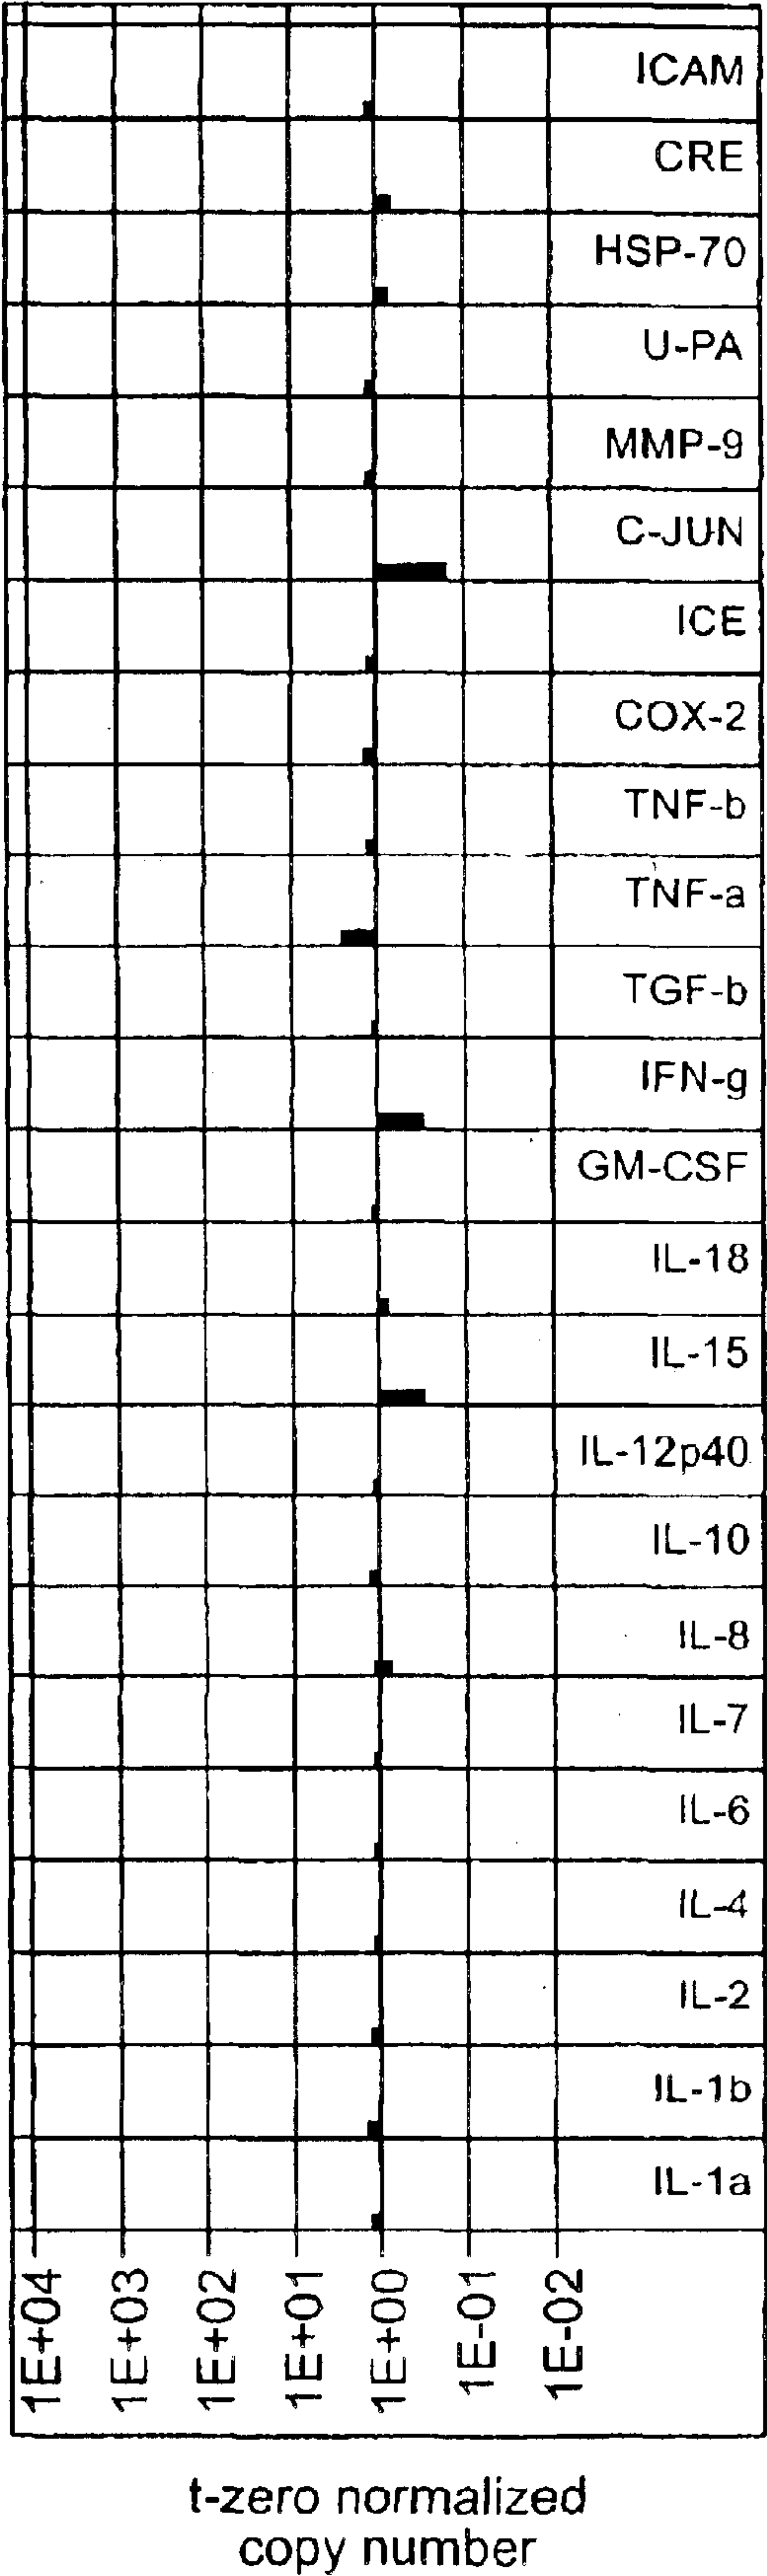 ICAM
CRE
HSP-70
U-PA
MMP-9
C-JUN
ICE
COX-2
TNF-b
TNF-a
TGF-b
IFN-g
GM-CSF
IL-18
IL-15
IL-12p40
IL-10
IL-8
IL-7
IL-6
IL-4
IL-2
IL-1b
IL-1a
1E+04
1E+03
1E+02
1E+01
1E+00
1E-01
1E-02
t-zero normalized
copy number